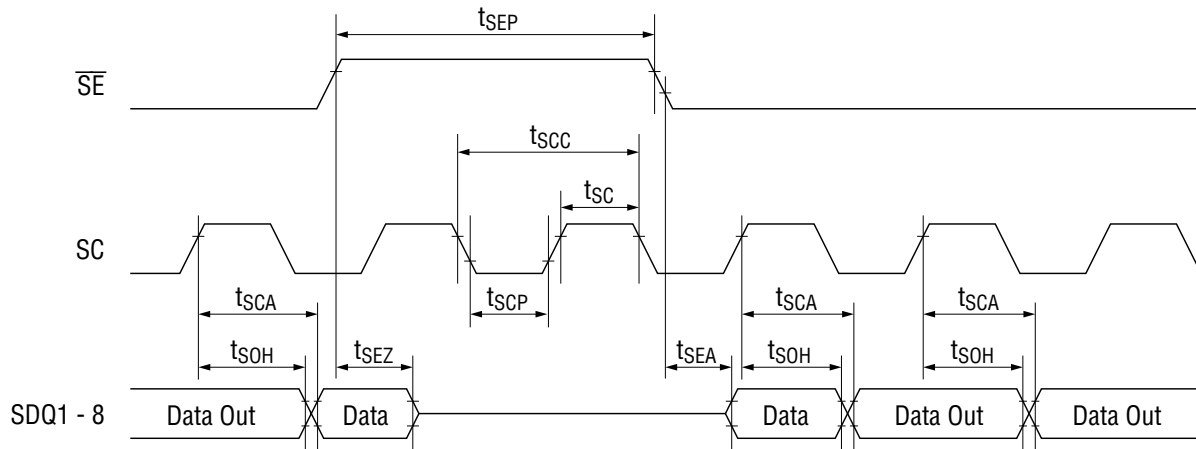 tSEP
SE
tSCC
tSC
SC
tSCP
tSCA
tSCA
tSCA
tSOH
tSEZ
tSEA
tSOH
tSOH
SDQ1 - 8
Data Out
Data
Data
Data Out
Data Out